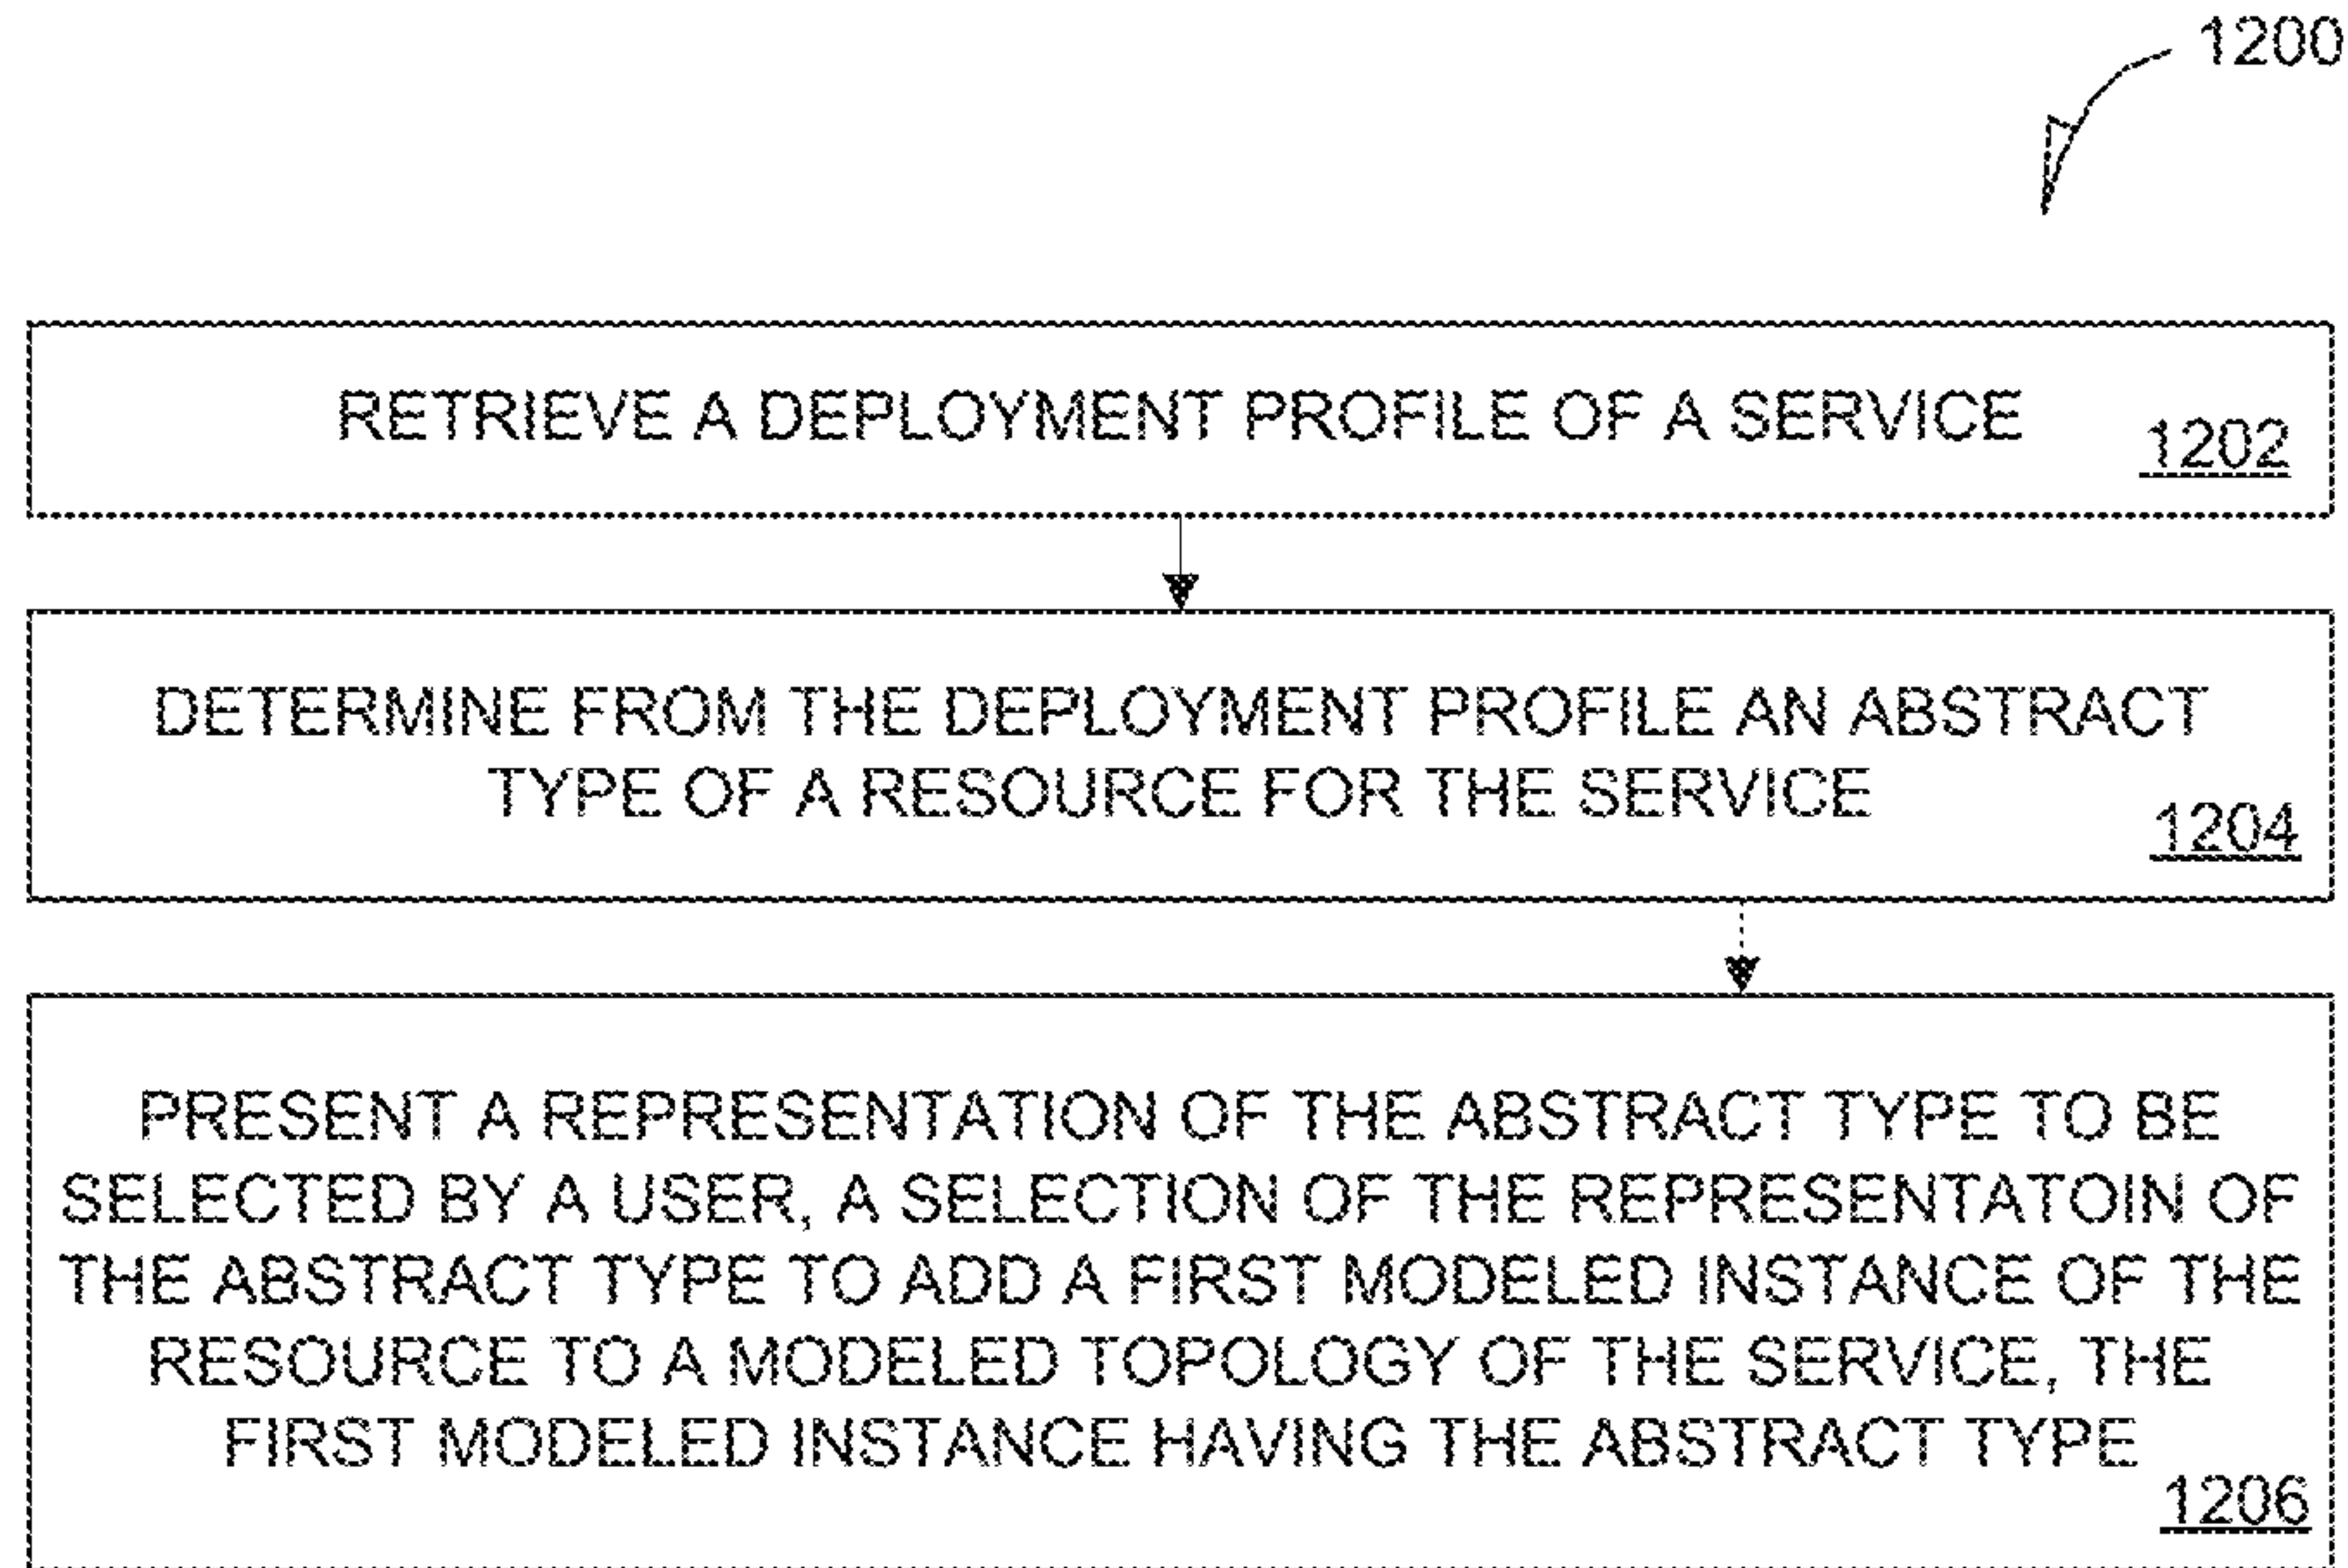 1200
RETRIEVE A DEPLOYMENT PROFILE OF A SERVICE
1202
DETERMINE FROM THE DEPLOYMENT PROFILE AN ABSTRACT
TYPE OF A RESOURCE FOR THE SERVICE
1204
PRESENT A REPRESENTATION OF THE ABSTRACT TYPE TO BE
SELECTED BY A USER, A SELECTION OF THE REPRESENTATOIN OF
THE ABSTRACT TYPE TO ADD A FIRST MODELED INSTANCE OF THE
RESOURCE TO A MODELED TOPOLOGY OF THE SERVICE, THE
FIRST MODELED INSTANCE HAVING THE ABSTRACT TYPE
1206